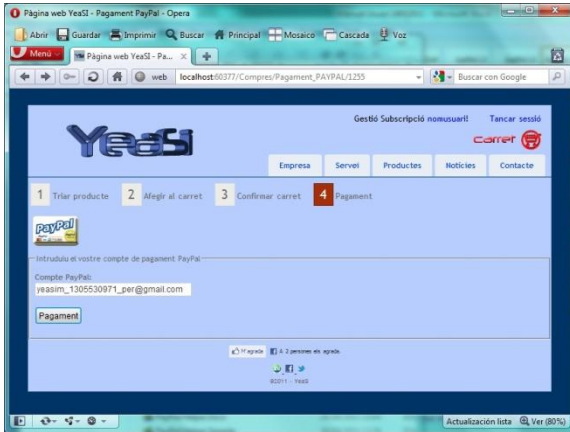 Pàgina web YeaSI - Pagament PayPal - Opera
Abrir Guardar Imprimir Buscar Principal Mosaico Cascada Voz
Menú Pàgina web YeaSI - Pa...
web localhost:60377/Compres/Pagament_PAYPAL/1255 Buscar con Google
Gestió Subscripció nomusuari! Tancar sessió
YeaSI
carret
Empresa Servei Productes Notícies Contacte
1 Triar producte 2 Afegir al carret 3 Confirmar carret 4 Pagament
PayPal
Intruduïu el vostre compte de pagament PayPal
Compte PayPal:
yeasim_1305530971_per@gmail.com
Pagament
M'agrada A 2 persones els agrada.
©2011 - YeaSI
Actualización lista Ver (80%)